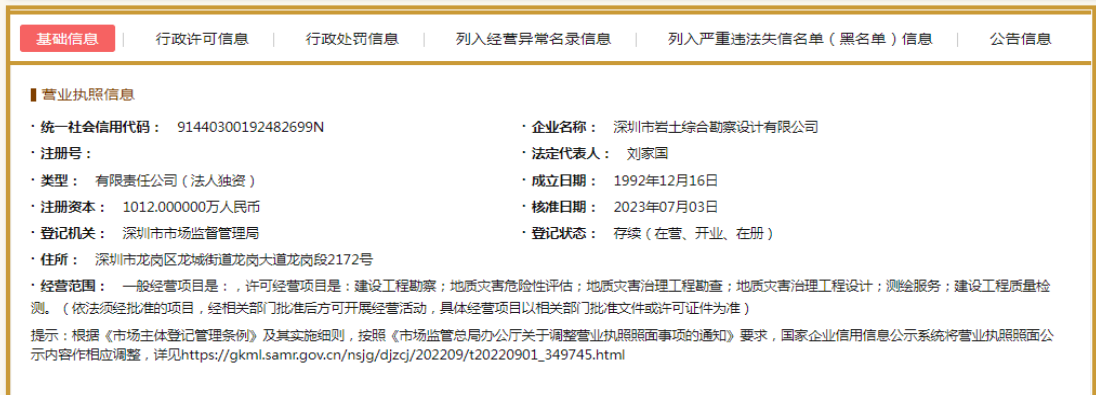 基础信息 行政许可信息 行政处罚信息 列入经营异常名录信息 列入严重违法失信名单（黑名单）信息 公告信息
营业执照信息
· 统一社会信用代码： 91440300192482699N · 企业名称： 深圳市岩土综合勘察设计有限公司
· 注册号： · 法定代表人： 刘家国
· 类型： 有限责任公司（法人独资） · 成立日期： 1992年12月16日
· 注册资本： 1012.000000万人民币 · 核准日期： 2023年07月03日
· 登记机关： 深圳市市场监督管理局 · 登记状态： 存续（在营、开业、在册）
· 住所： 深圳市龙岗区龙城街道龙岗大道龙岗段2172号
· 经营范围： 一般经营项目是：，许可经营项目是：建设工程勘察；地质灾害危险性评估；地质灾害治理工程勘查；地质灾害治理工程设计；测绘服务；建设工程质量检
测。（依法须经批准的项目，经相关部门批准后方可开展经营活动，具体经营项目以相关部门批准文件或许可证件为准）
提示：根据《市场主体登记管理条例》及其实施细则，按照《市场监管总局办公厅关于调整营业执照照面事项的通知》要求，国家企业信用信息公示系统将营业执照照面公
示内容作相应调整，详见https://gkml.samr.gov.cn/nsjg/djzcj/202209/t20220901_349745.html